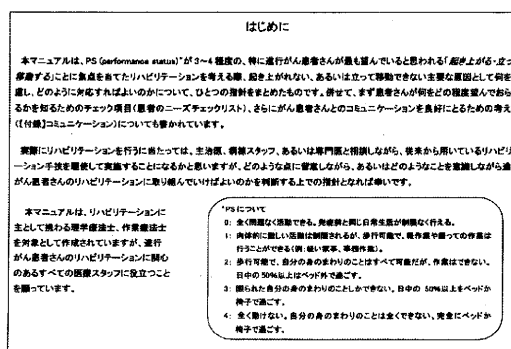 はじめに
本マニュアルは、PS (performance status)*が 3～4 程度の、特に進行がん患者さんが最も望んでいると思われる「起き上がる・立つ・
移動する」ことに焦点を当てたリハビリテーションを考える際、起き上がれない、あるいは立って移動できない主要な原因として何を
慮し、どのように対処すればよいのかについて、ひとつの指針をまとめたものです。併せて、まず患者さんが何をどの程度望んでお
るかを知るためのチェック項目(患者のニーズチェックリスト)、さらにがん患者さんとのコミュニケーションを良好にとるための考え
(【付録】コミュニケーション)についても書かれています。
実際にリハビリテーションを行うに当たっては、主治医、病棟スタッフ、あるいは専門医と相談しながら、従来から用いているリハビリ
ーション手技を駆使して実施することになるかと思いますが、どのような点に留意しながら、あるいはどのようなことを意識しながら進
がん患者さんのリハビリテーションに取り組んでいけばよいのかを判断する上での指針となれば幸いです。
本マニュアルは、リハビリテーションに
主として携わる理学療法士、作業療法士
を対象として作成されていますが、進行
がん患者さんのリハビリテーションに関心
のあるすべての医療スタッフに役立つこと
を願っています。
*PS について
0: 全く問題なく活動できる。発症前と同じ日常生活が制限なく行える。
1: 肉体的に激しい活動は制限されるが、歩行可能で、軽作業や座っての作業は
行うことができる(例:軽い家事、事務作業)。
2: 歩行可能で、自分の身のまわりのことはすべて可能だが、作業はできない。
日中の 50%以上はベッド外で過ごす。
3: 限られた自分の身のまわりのことしかできない。日中の 50%以上をベッドか
椅子で過ごす。
4: 全く動けない。自分の身のまわりのことは全くできない。完全にベッドか
椅子で過ごす。